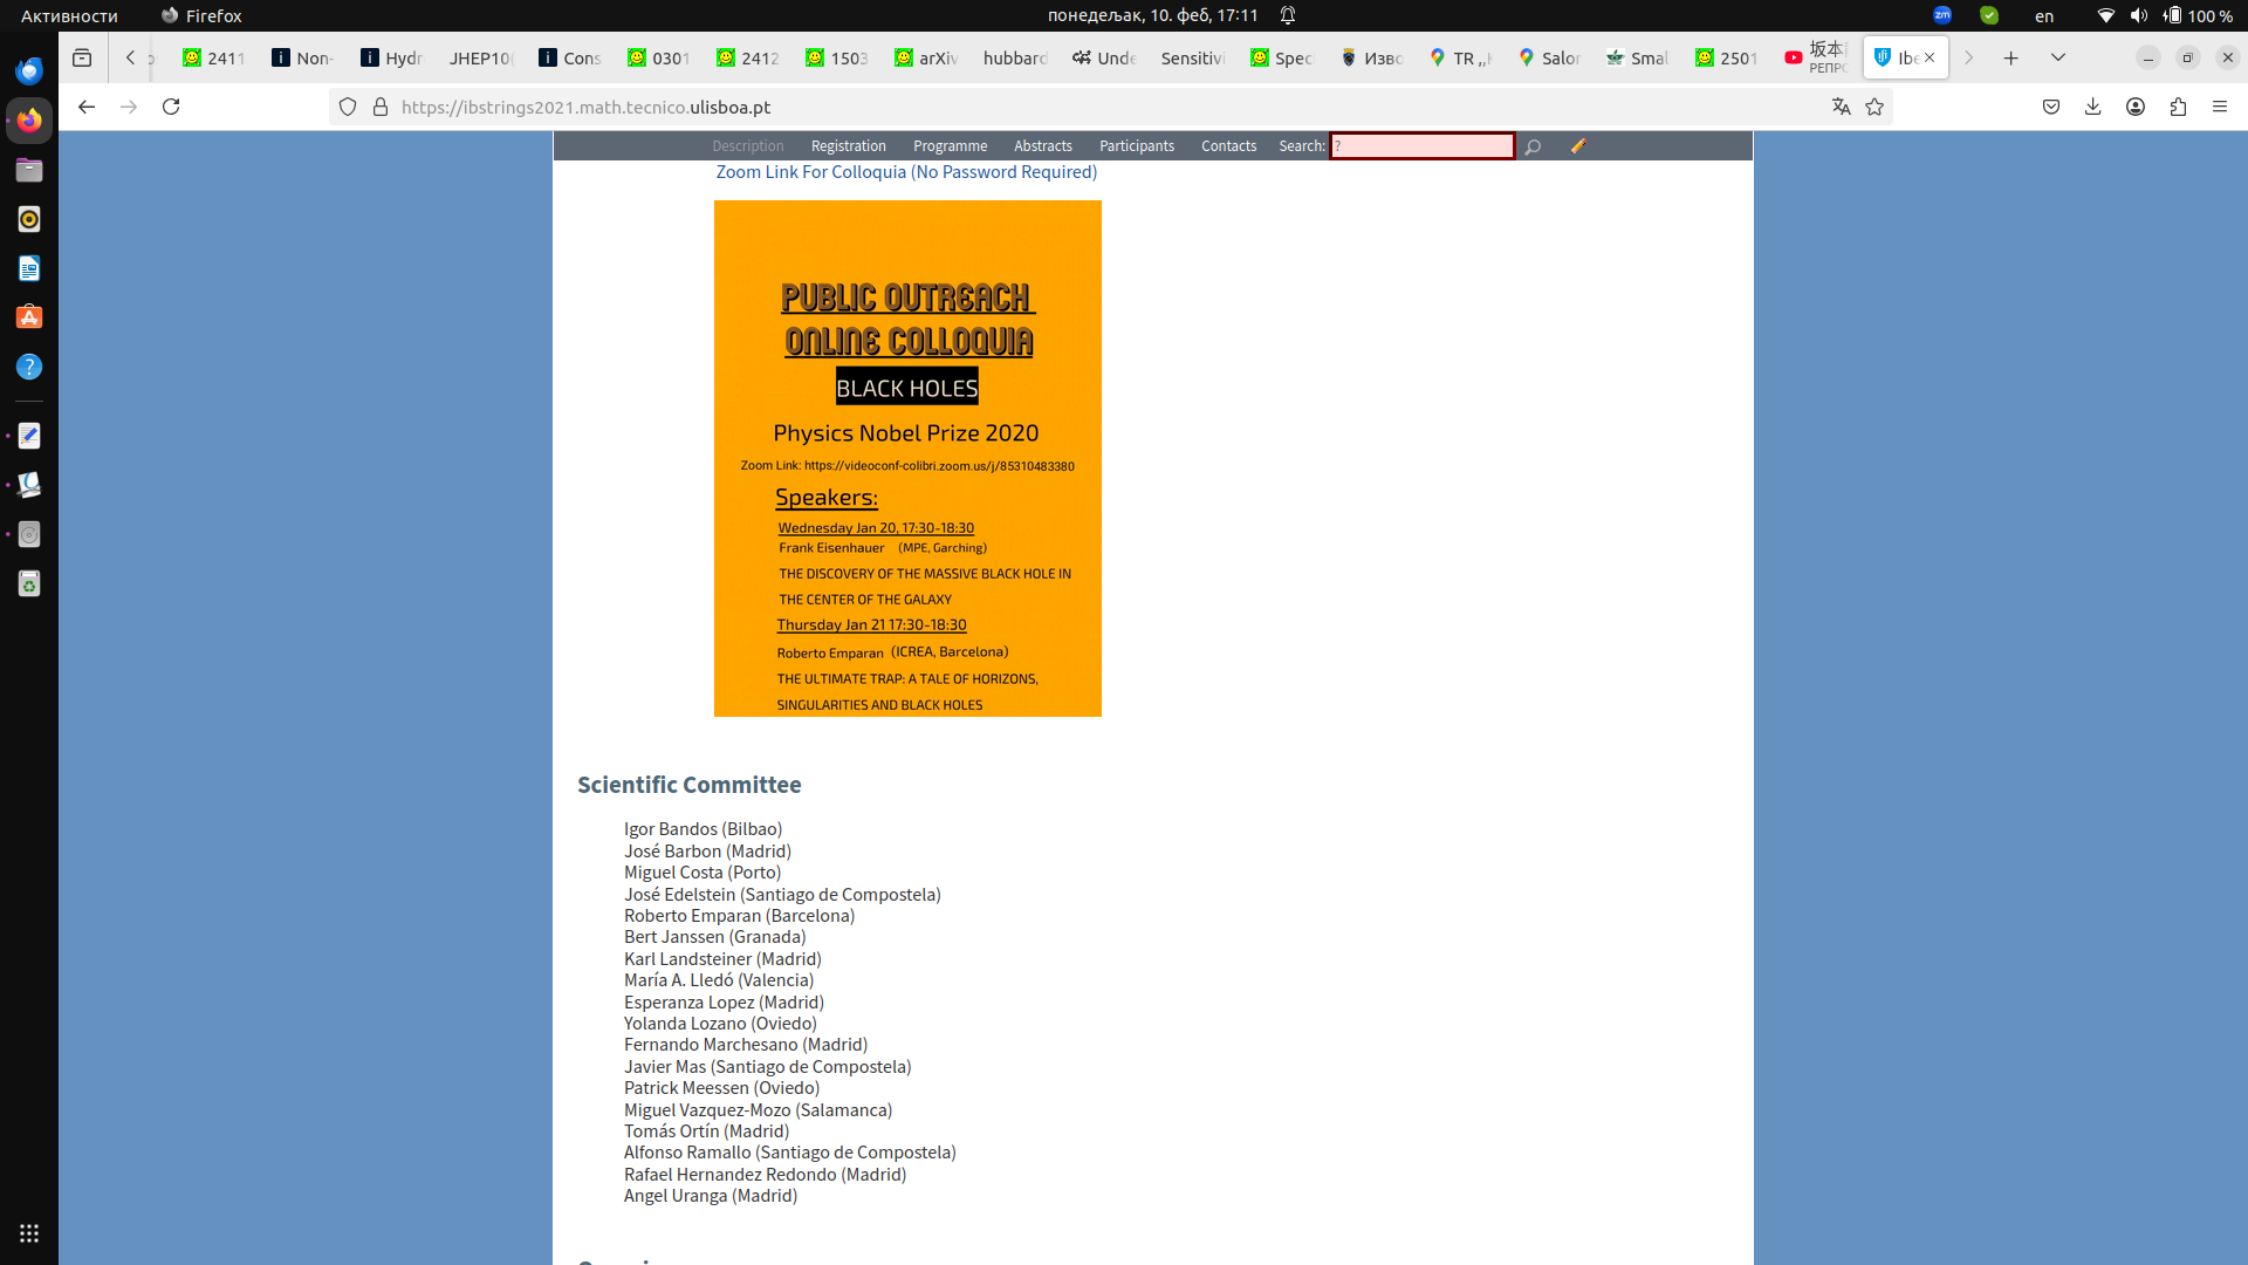 Активности
Firefox
понедељак, 10. феб, 17:11
en
100 %
2411
Non-
Hydr
JHEP10(
Cons
0301
2412
1503
arXiv
hubbard
Unde
Sensitivi
Spec
Изво
TR „
Salor
Smal
2501
坂本
РЕПРО
Ibe
https://ibstrings2021.math.tecnico.ulisboa.pt
Description Registration Programme Abstracts Participants Contacts Search: ?
Zoom Link For Colloquia (No Password Required)
PUBLIC OUTREACH
ONLINE COLLOQUIA
BLACK HOLES
Physics Nobel Prize 2020
Zoom Link: https://videoconf-colibri.zoom.us/j/85310483380
Speakers:
Wednesday Jan 20, 17:30-18:30
Frank Eisenhauer (MPE, Garching)
THE DISCOVERY OF THE MASSIVE BLACK HOLE IN
THE CENTER OF THE GALAXY
Thursday Jan 21 17:30-18:30
Roberto Emparan (ICREA, Barcelona)
THE ULTIMATE TRAP: A TALE OF HORIZONS,
SINGULARITIES AND BLACK HOLES
Scientific Committee
Igor Bandos (Bilbao)
José Barbon (Madrid)
Miguel Costa (Porto)
José Edelstein (Santiago de Compostela)
Roberto Emparan (Barcelona)
Bert Janssen (Granada)
Karl Landsteiner (Madrid)
María A. Lledó (Valencia)
Esperanza Lopez (Madrid)
Yolanda Lozano (Oviedo)
Fernando Marchesano (Madrid)
Javier Mas (Santiago de Compostela)
Patrick Meessen (Oviedo)
Miguel Vazquez-Mozo (Salamanca)
Tomás Ortín (Madrid)
Alfonso Ramallo (Santiago de Compostela)
Rafael Hernandez Redondo (Madrid)
Angel Uranga (Madrid)